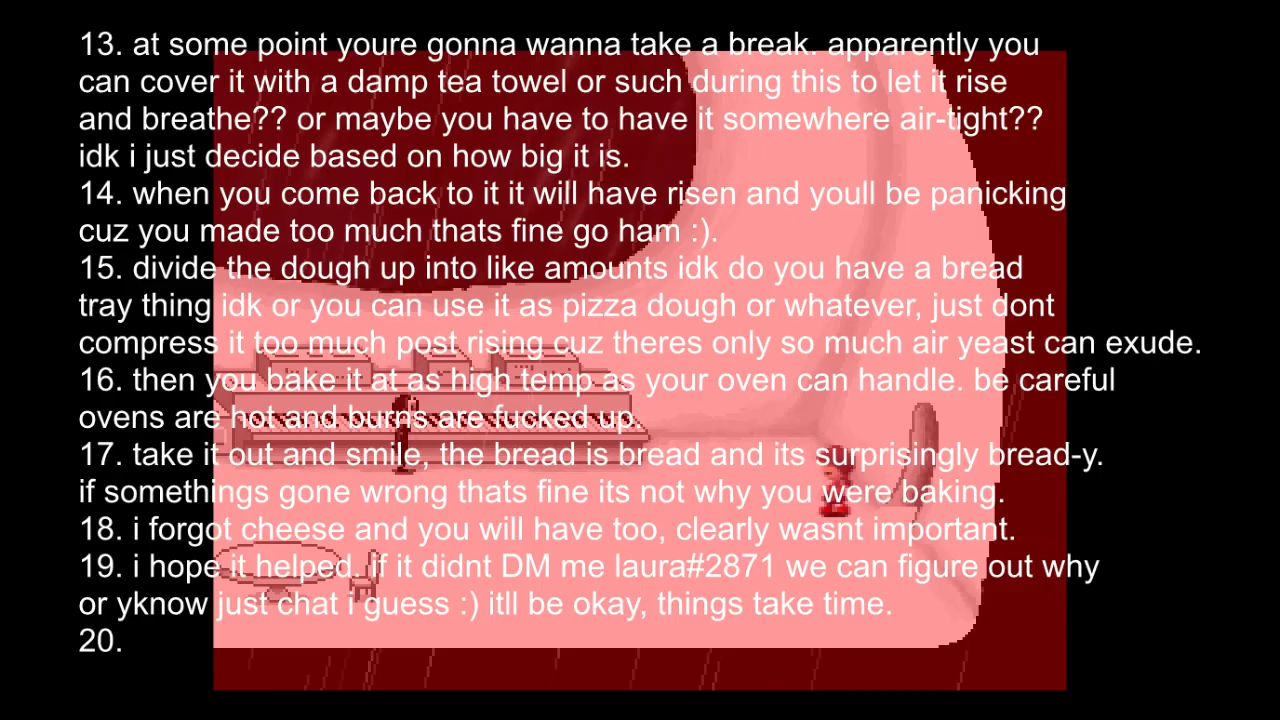 13. at some point youre gonna wanna take a break. apparently you
can cover it with a damp tea towel or such during this to let it rise
and breathe?? or maybe you have to have it somewhere air-tight??
idk i just decide based on how big it is.
14. when you come back to it it will have risen and youll be panicking
cuz you made too much thats fine go ham :).
15. divide the dough up into like amounts idk do you have a bread
tray thing idk or you can use it as pizza dough or whatever, just dont
compress it too much post rising cuz theres only so much air yeast can exude.
16. then you bake it at as high temp as your oven can handle. be careful
ovens are hot and burns are fucked up.
17. take it out and smile, the bread is bread and its surprisingly bread-y.
if somethings gone wrong thats fine its not why you were baking.
18. i forgot cheese and you will have too, clearly wasnt important.
19. i hope it helped. if it didnt DM me laura#2871 we can figure out why
or yknow just chat i guess :) itll be okay, things take time.
20.